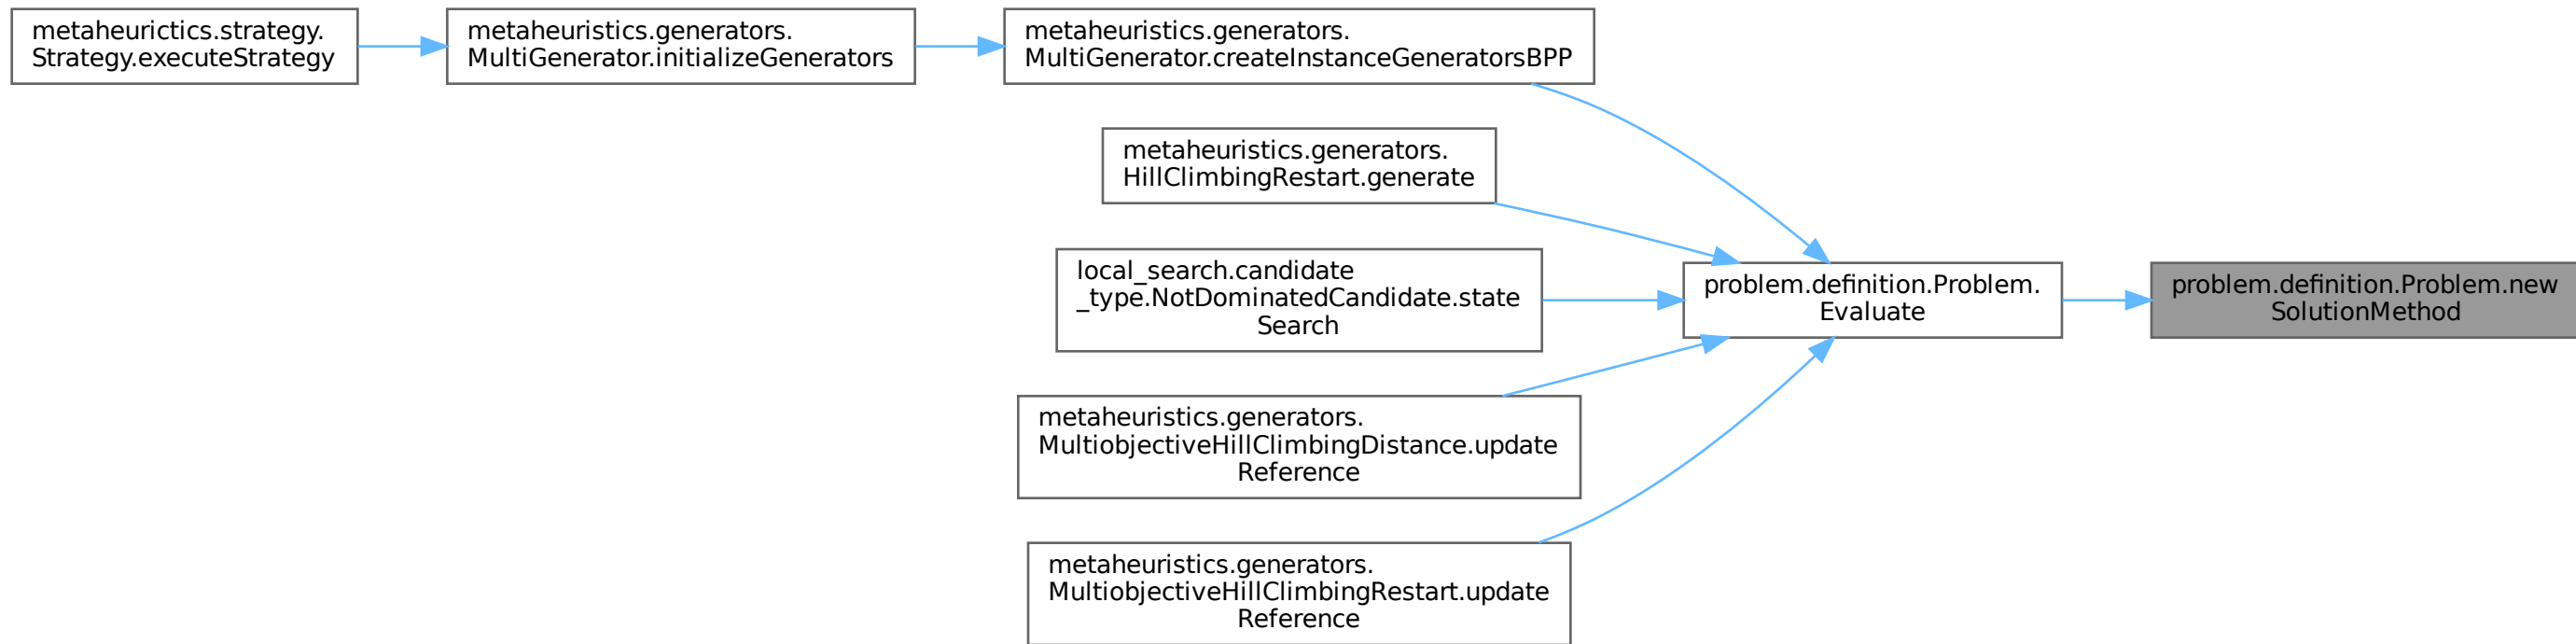 metaheurictics.strategy.
Strategy.executeStrategy
metaheuristics.generators.
MultiGenerator.initializeGenerators
metaheuristics.generators.
MultiGenerator.createInstanceGeneratorsBPP
metaheuristics.generators.
HillClimbingRestart.generate
local_search.candidate
_type.NotDominatedCandidate.state
Search
metaheuristics.generators.
MultiobjectiveHillClimbingDistance.update
Reference
metaheuristics.generators.
MultiobjectiveHillClimbingRestart.update
Reference
problem.definition.Problem.
Evaluate
problem.definition.Problem.new
SolutionMethod